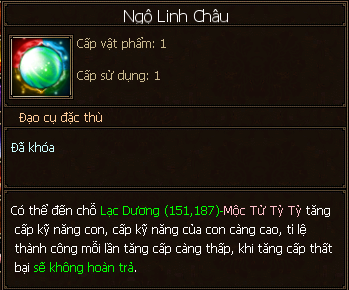 Ngộ Linh Châu
Cấp vật phẩm: 1
Cấp sử dụng: 1
Đạo cụ đặc thù
Đã khóa
Có thể đến chỗ Lạc Dương (151,187)-Mộc Tử Tỳ Tỳ tăng
cấp kỹ năng con, cấp kỹ năng của con càng cao, tỉ lệ
thành công mỗi lần tăng cấp càng thấp, khi tăng cấp thất
bại sẽ không hoàn trả.